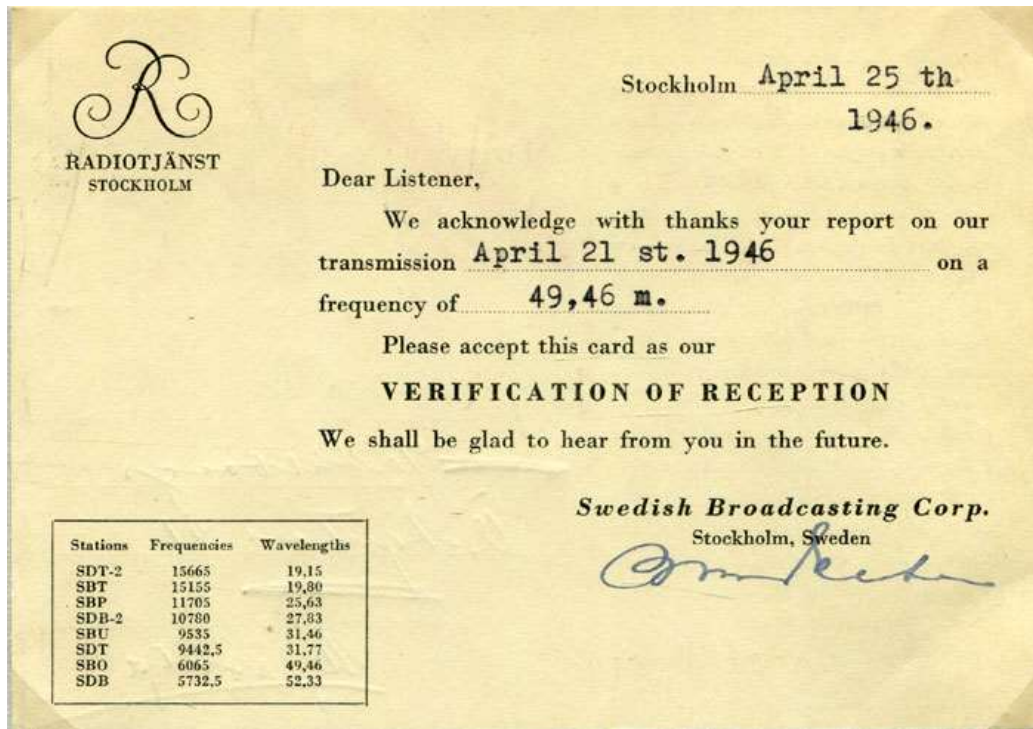 R
RADIOTJÄNST
STOCKHOLM
Stockholm April 25 th
1946.
Dear Listener,
We acknowledge with thanks your report on our
transmission April 21 st. 1946 on a
frequency of 49,46 m.
Please accept this card as our
VERIFICATION OF RECEPTION
We shall be glad to hear from you in the future.
Swedish Broadcasting Corp.
Stockholm, Sweden
Stations Frequencies Wavelengths
SDT-2 15665 19,15
SBT 15155 19,80
SBP 11705 25,63
SDB-2 10780 27,83
SBU 9535 31,46
SDT 9442,5 31,77
SBO 6065 49,46
SDB 5732,5 52,33